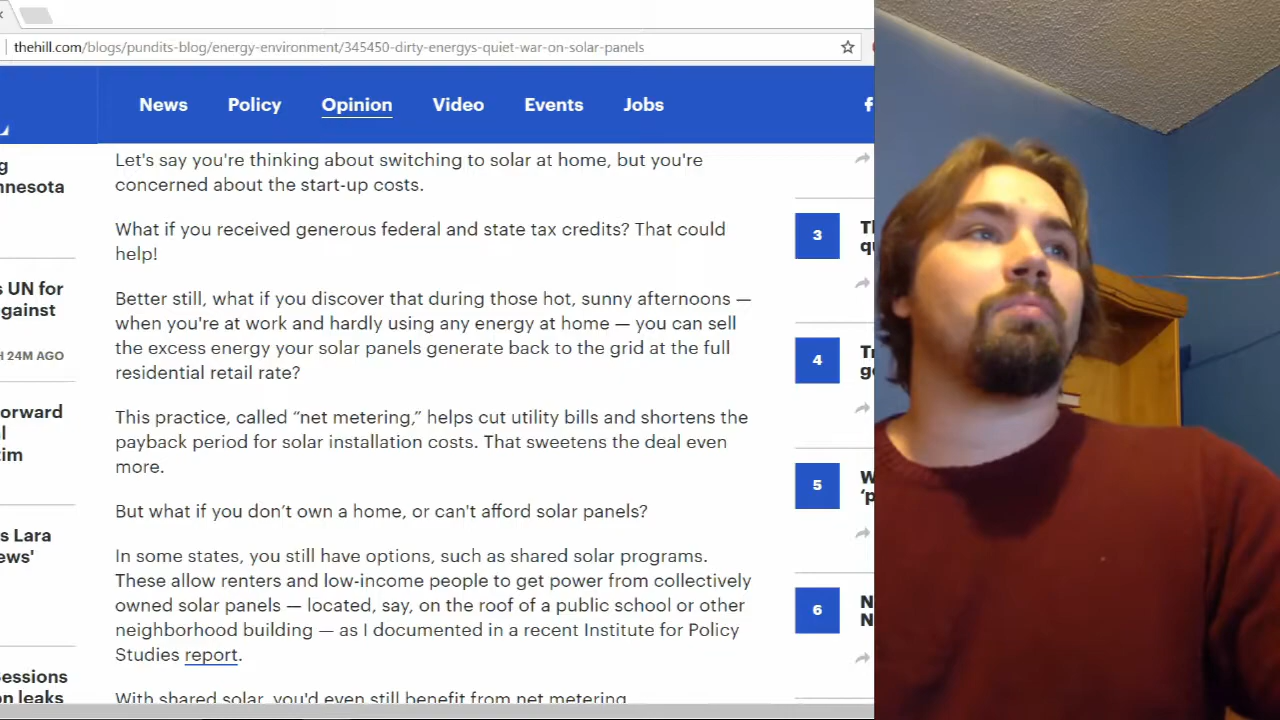 thehill.com/blogs/pundits-blog/energy-environment/345450-dirty-energys-quiet-war-on-solar-panels
News Policy Opinion Video Events Jobs
nnesota
s UN for
gainst
24M AGO
orward
s Lara
ews'
essions
on leaks
Let's say you're thinking about switching to solar at home, but you're
concerned about the start-up costs.
What if you received generous federal and state tax credits? That could
help!
Better still, what if you discover that during those hot, sunny afternoons —
when you're at work and hardly using any energy at home — you can sell
the excess energy your solar panels generate back to the grid at the full
residential retail rate?
This practice, called “net metering,” helps cut utility bills and shortens the
payback period for solar installation costs. That sweetens the deal even
more.
But what if you don’t own a home, or can't afford solar panels?
In some states, you still have options, such as shared solar programs.
These allow renters and low-income people to get power from collectively
owned solar panels — located, say, on the roof of a public school or other
neighborhood building — as I documented in a recent Institute for Policy
Studies report.
With shared solar, you'd even still benefit from net metering
3
4
5
6